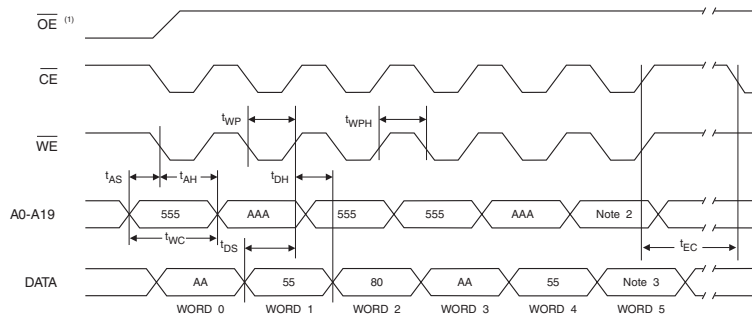 OE (1)
CE
tWP
tWPH
WE
tAS
tAH
tDH
A0-A19
555
AAA
555
555
AAA
Note 2
tWC
tDS
tEC
DATA
AA
55
80
AA
55
Note 3
WORD 0
WORD 1
WORD 2
WORD 3
WORD 4
WORD 5